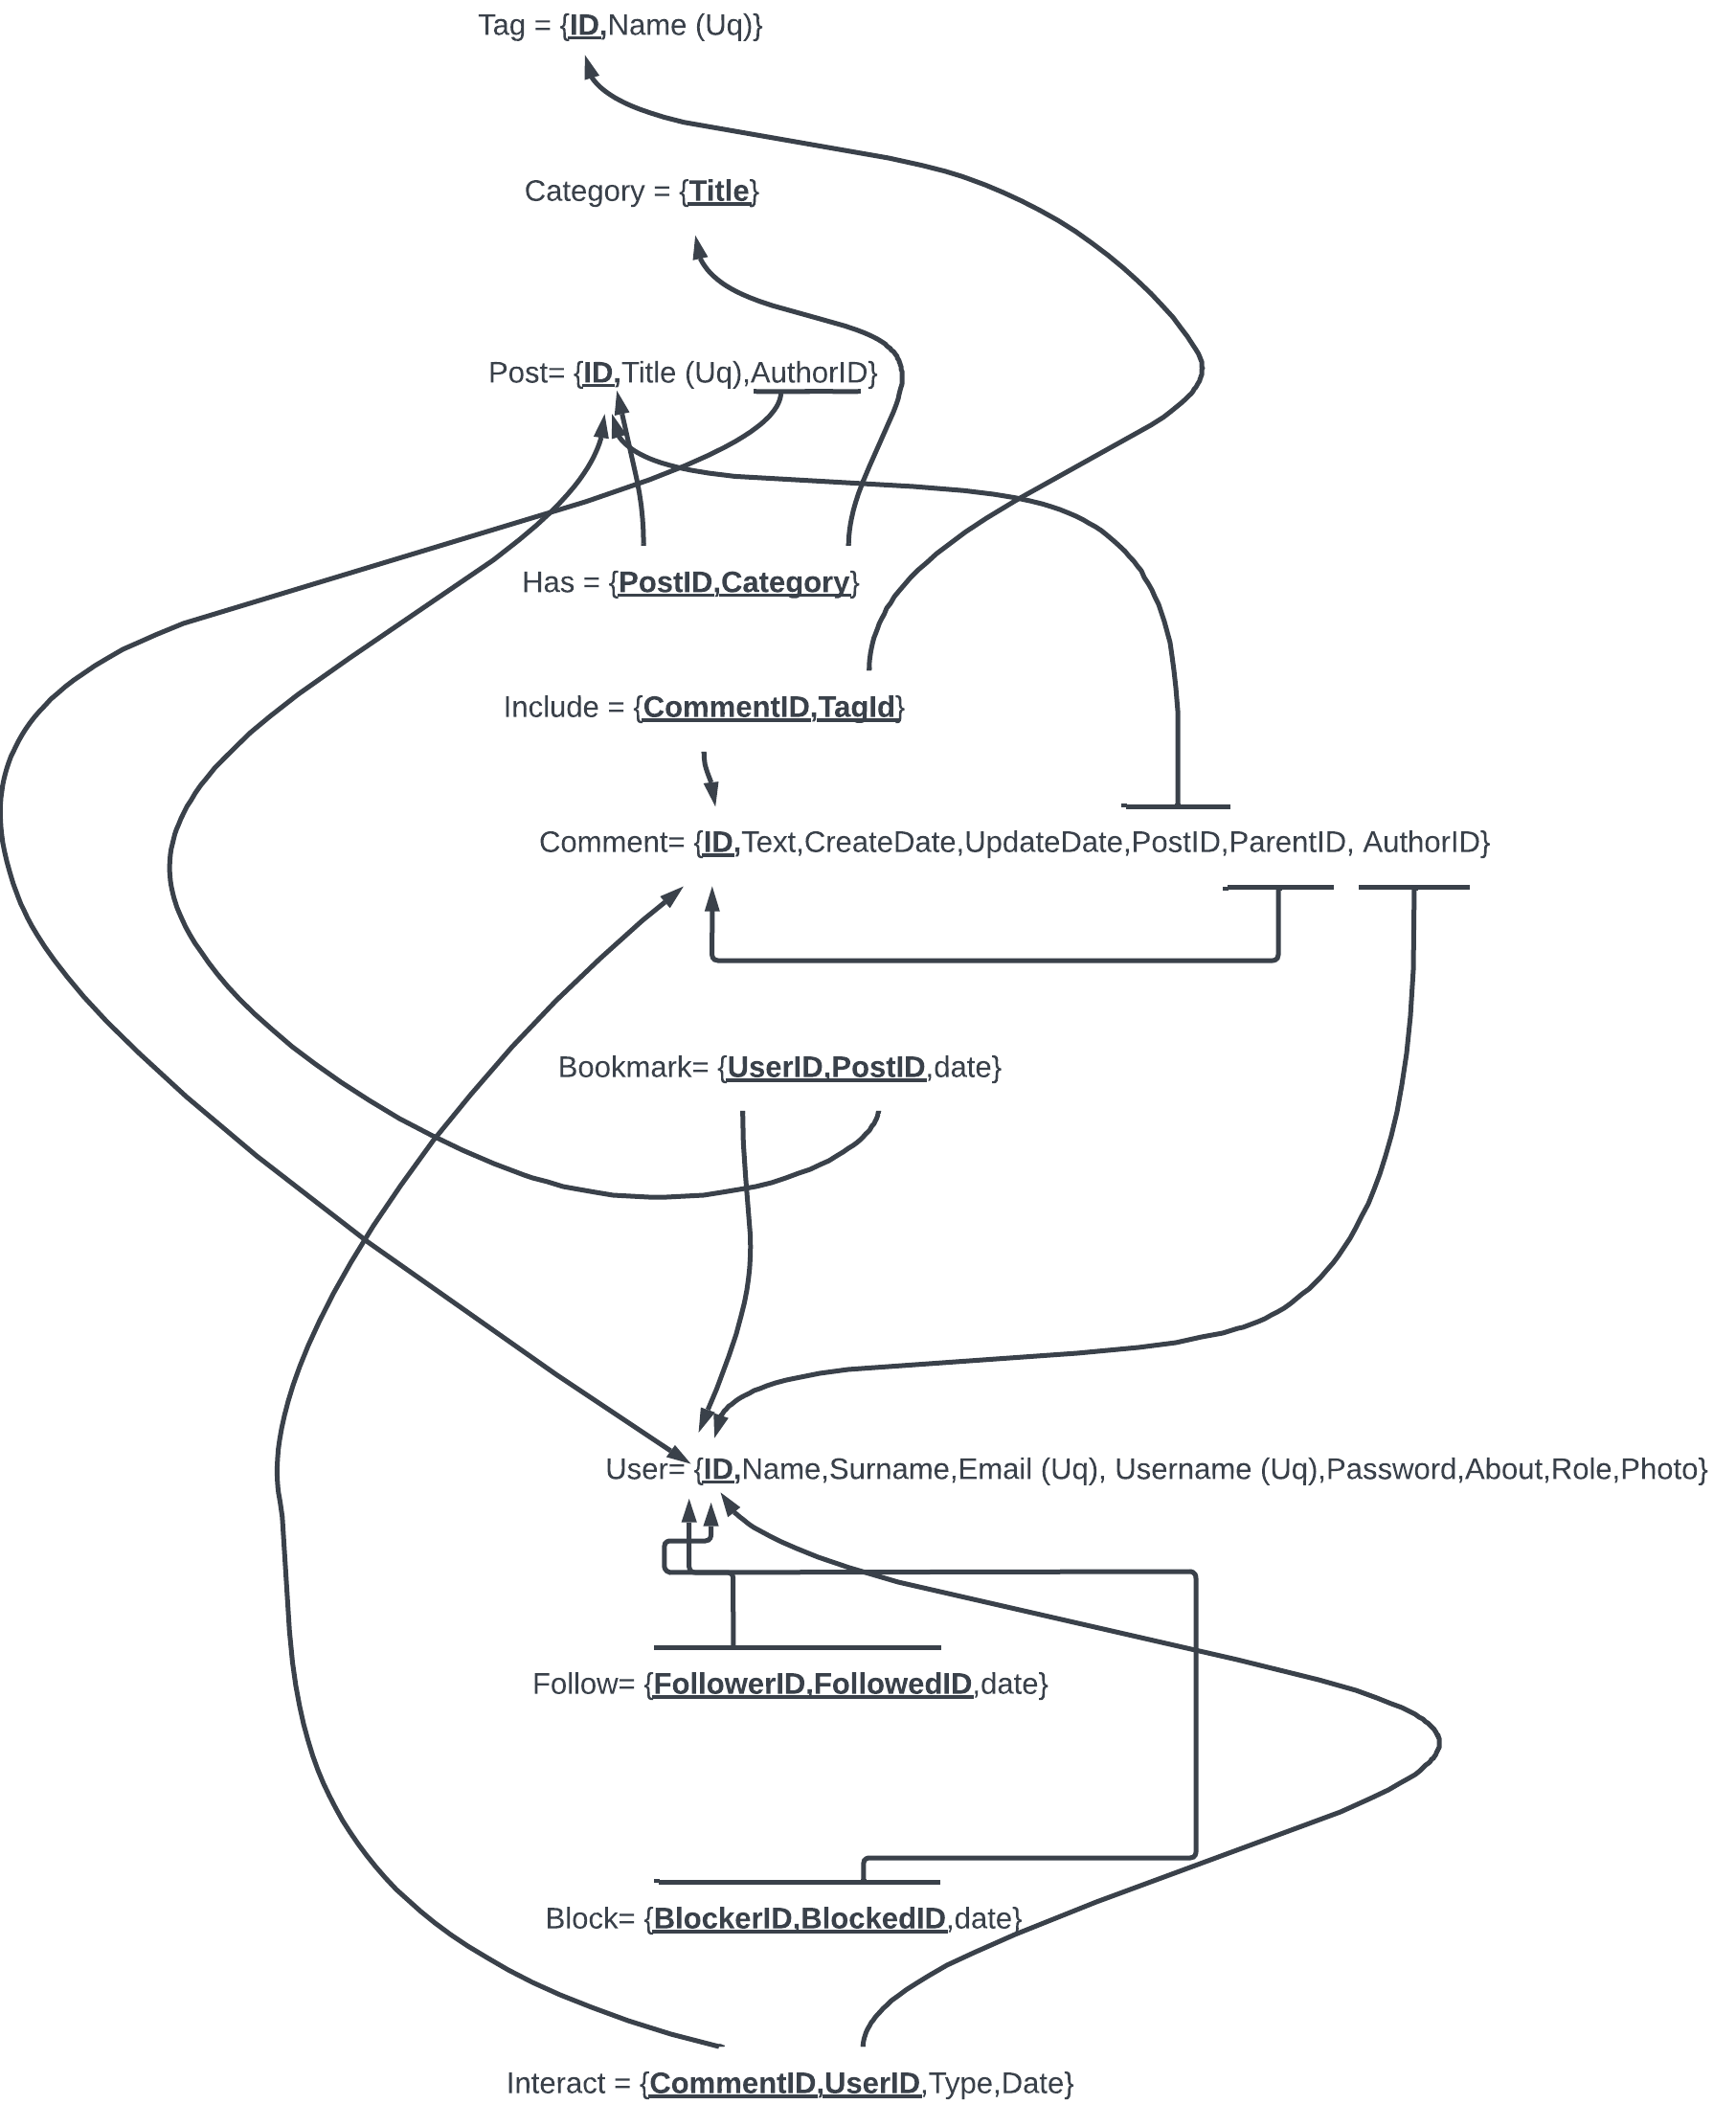 Tag = {ID,Name (Uq)}
Category = {Title}
Post= {ID,Title (Uq),AuthorID}
Has = {PostID,Category}
Include = {CommentID,TagId}
Comment= {ID,Text,CreateDate,UpdateDate,PostID,ParentID, AuthorID}
Bookmark= {UserID,PostID,date}
User= {ID,Name,Surname,Email (Uq), Username (Uq),Password,About,Role,Photo}
Follow= {FollowerID,FollowedID,date}
Block= {BlockerID,BlockedID,date}
Interact = {CommentID,UserID,Type,Date}